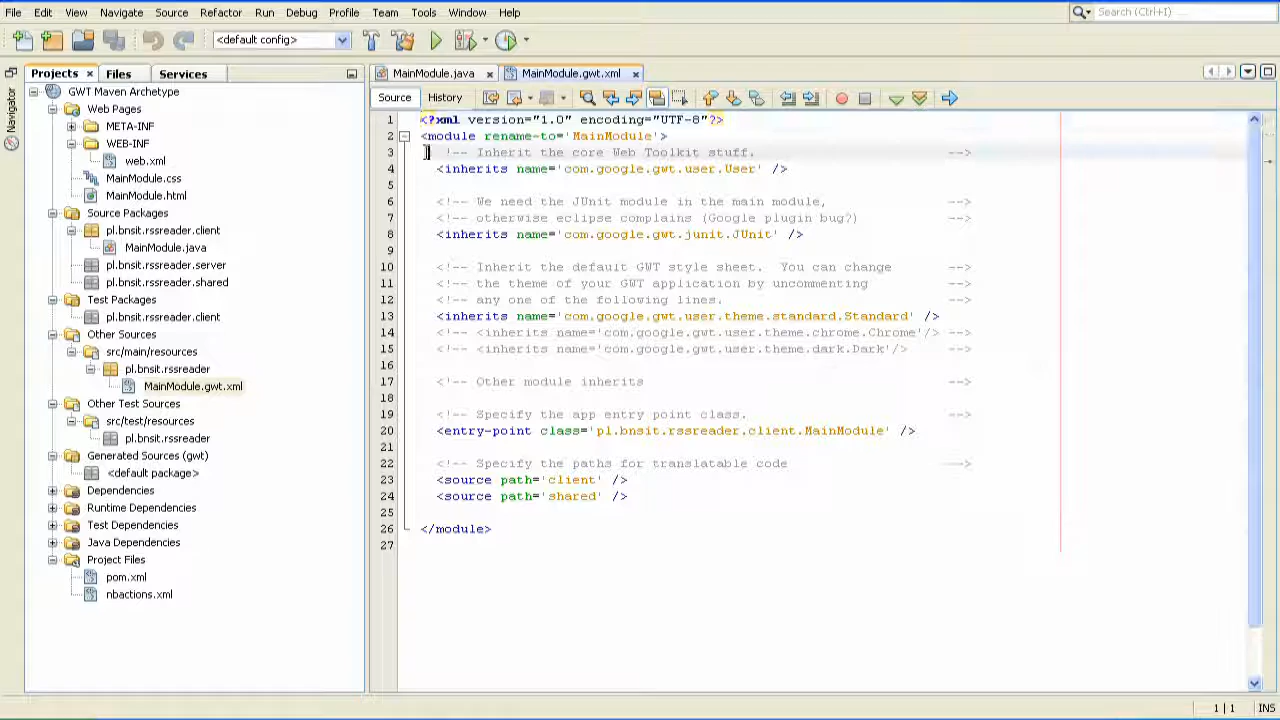 File Edit View Navigate Source Refactor Run Debug Profile Team Tools Window Help
Search (Ctrl+I)
<default config>
Projects Files Services
MainModule.java MainModule.gwt.xml
Navigator
Source History
GWT Maven Archetype
Web Pages
META-INF
WEB-INF
web.xml
MainModule.css
MainModule.html
Source Packages
pl.bnsit.rssreader.client
MainModule.java
pl.bnsit.rssreader.server
pl.bnsit.rssreader.shared
Test Packages
pl.bnsit.rssreader.client
Other Sources
src/main/resources
pl.bnsit.rssreader
MainModule.gwt.xml
Other Test Sources
src/test/resources
pl.bnsit.rssreader
Generated Sources (gwt)
<default package>
Dependencies
Runtime Dependencies
Test Dependencies
Java Dependencies
Project Files
pom.xml
nbactions.xml
1 <?xml version="1.0" encoding="UTF-8"?>
2 <module rename-to='MainModule'>
3 !-- Inherit the core Web Toolkit stuff. -->
4 <inherits name='com.google.gwt.user.User' />
5
6 <!-- We need the JUnit module in the main module, -->
7 <!-- otherwise eclipse complains (Google plugin bug?) -->
8 <inherits name='com.google.gwt.junit.JUnit' />
9
10 <!-- Inherit the default GWT style sheet. You can change -->
11 <!-- the theme of your GWT application by uncommenting -->
12 <!-- any one of the following lines. -->
13 <inherits name='com.google.gwt.user.theme.standard.Standard' />
14 <!-- <inherits name='com.google.gwt.user.theme.chrome.Chrome'/> -->
15 <!-- <inherits name='com.google.gwt.user.theme.dark.Dark'/> -->
16
17 <!-- Other module inherits -->
18
19 <!-- Specify the app entry point class. -->
20 <entry-point class='pl.bnsit.rssreader.client.MainModule' />
21
22 <!-- Specify the paths for translatable code -->
23 <source path='client' />
24 <source path='shared' />
25
26 </module>
27
1 | 1 INS